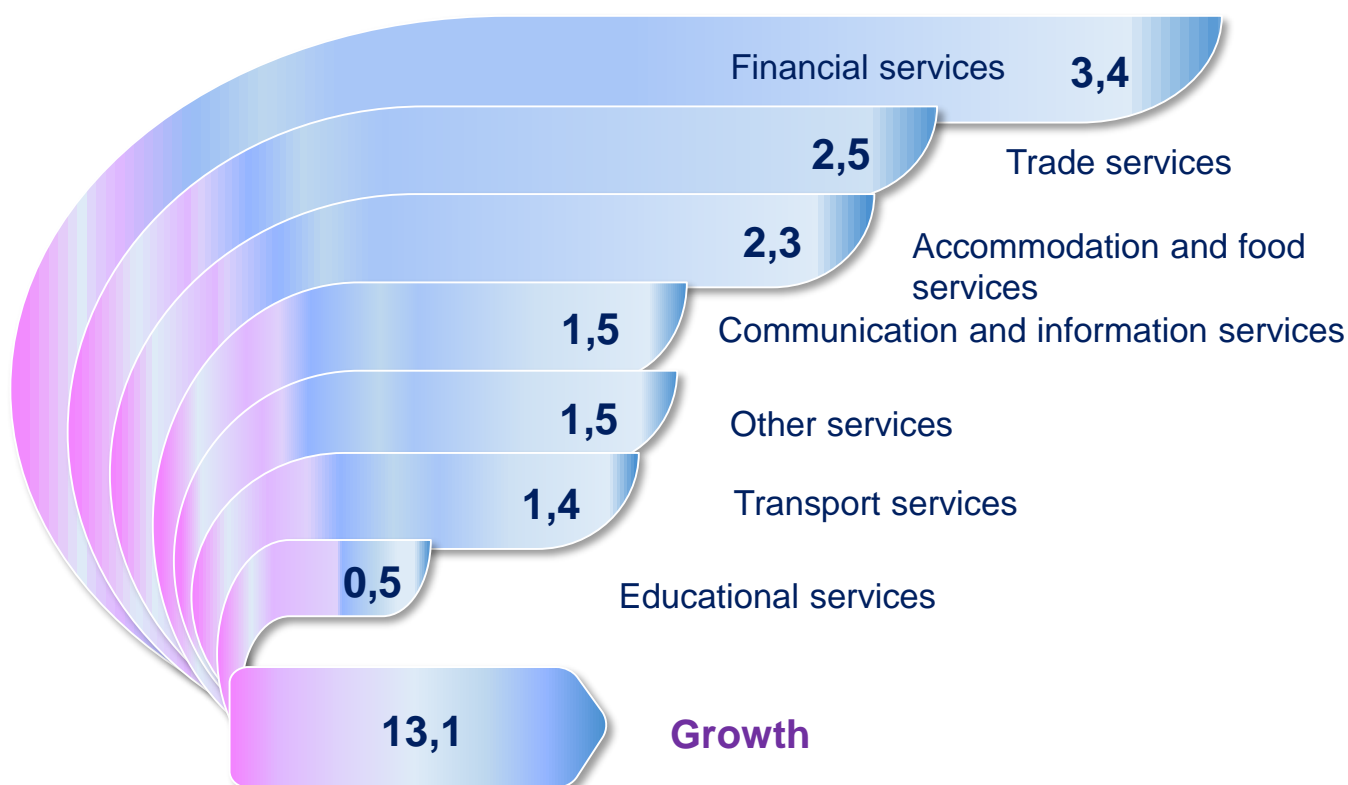 Financial services 3,4
2,5 Trade services
2,3 Accommodation and food
services
1,5 Communication and information services
1,5 Other services
1,4 Transport services
0,5 Educational services
13,1 Growth